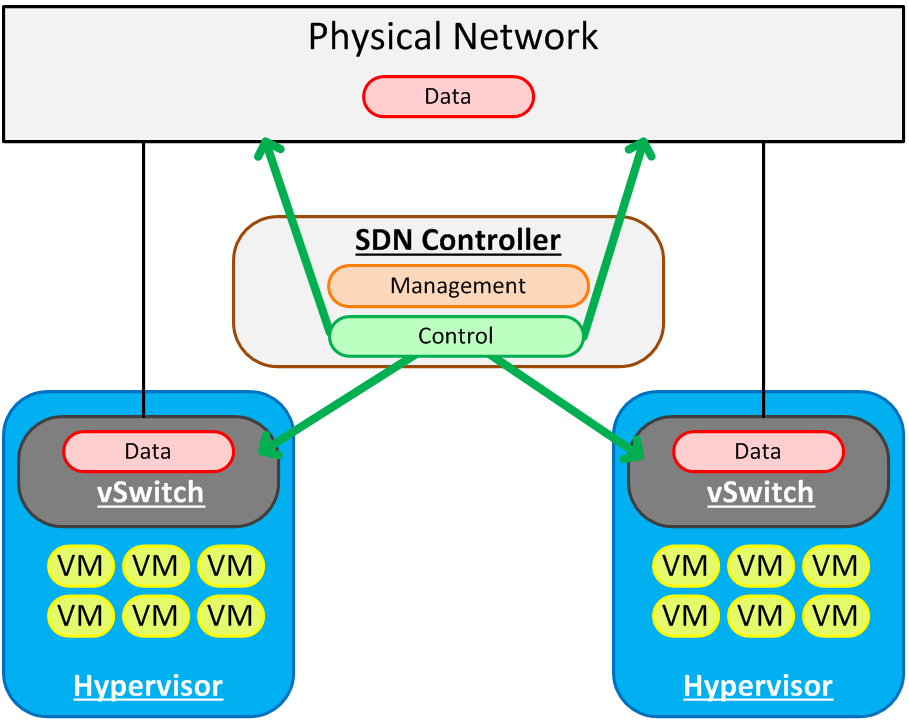 Physical Network
Data
SDN Controller
Management
Control
Data
vSwitch
VM VM VM
VM VM VM
Hypervisor
Data
vSwitch
VM VM VM
VM VM VM
Hypervisor